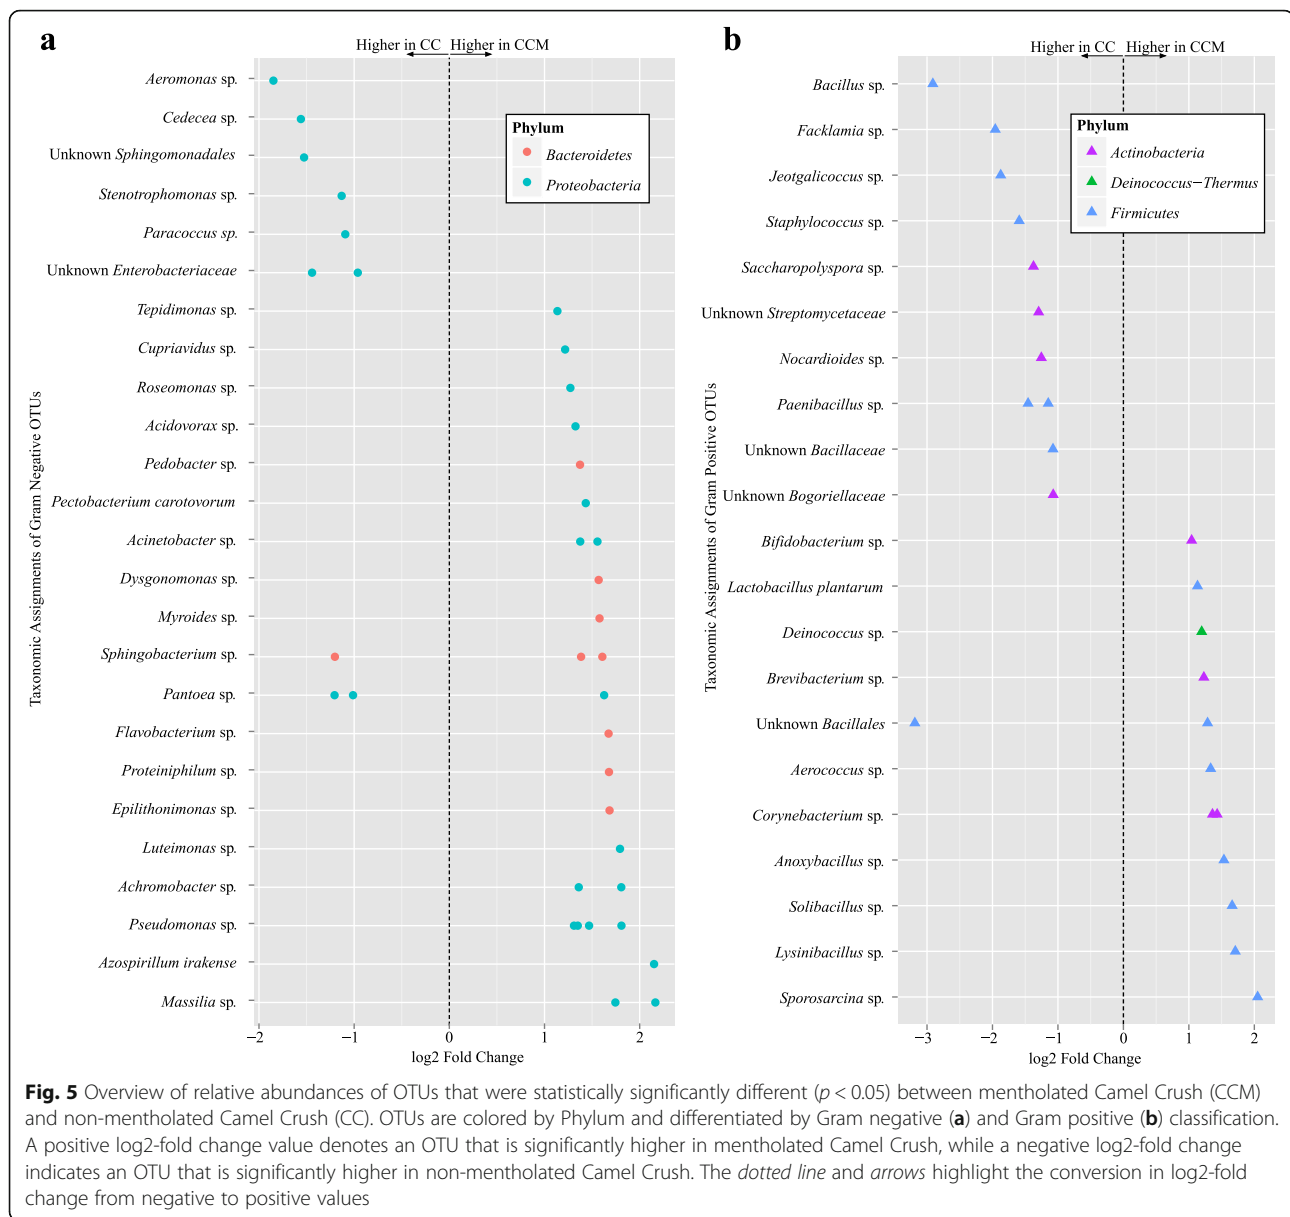 a
Higher in CC
Higher in CCM
Aeromonas sp.
Cedecea sp.
Unknown Sphingomonadales
Stenotrophomonas sp.
Paracoccus sp.
Unknown Enterobacteriaceae
Tepidimonas sp.
Cupriavidus sp.
Roseomonas sp.
Acidovorax sp.
Pedobacter sp.
Pectobacterium carotovorum
Acinetobacter sp.
Dysgonomonas sp.
Myroides sp.
Sphingobacterium sp.
Pantoea sp.
Flavobacterium sp.
Proteiniphilum sp.
Epilithonimonas sp.
Luteimonas sp.
Achromobacter sp.
Pseudomonas sp.
Azospirillum irakense
Massilia sp.
Taxonomic Assignments of Gram Negative OTUs
Phylum
Bacteroidetes
Proteobacteria
−2 −1 0 1 2
log2 Fold Change
b
Higher in CC
Higher in CCM
Bacillus sp.
Facklamia sp.
Jeotgalicoccus sp.
Staphylococcus sp.
Saccharopolyspora sp.
Unknown Streptomycetaceae
Nocardioides sp.
Paenibacillus sp.
Unknown Bacillaceae
Unknown Bogoriellaceae
Bifidobacterium sp.
Lactobacillus plantarum
Deinococcus sp.
Brevibacterium sp.
Unknown Bacillales
Aerococcus sp.
Corynebacterium sp.
Anoxybacillus sp.
Solibacillus sp.
Lysinibacillus sp.
Sporosarcina sp.
Taxonomic Assignments of Gram Positive OTUs
Phylum
Actinobacteria
Deinococcus−Thermus
Firmicutes
−3 −2 −1 0 1 2
log2 Fold Change
Fig. 5 Overview of relative abundances of OTUs that were statistically significantly different (p < 0.05) between mentholated Camel Crush (CCM)
and non-mentholated Camel Crush (CC). OTUs are colored by Phylum and differentiated by Gram negative (a) and Gram positive (b) classification.
A positive log2-fold change value denotes an OTU that is significantly higher in mentholated Camel Crush, while a negative log2-fold change
indicates an OTU that is significantly higher in non-mentholated Camel Crush. The dotted line and arrows highlight the conversion in log2-fold
change from negative to positive values